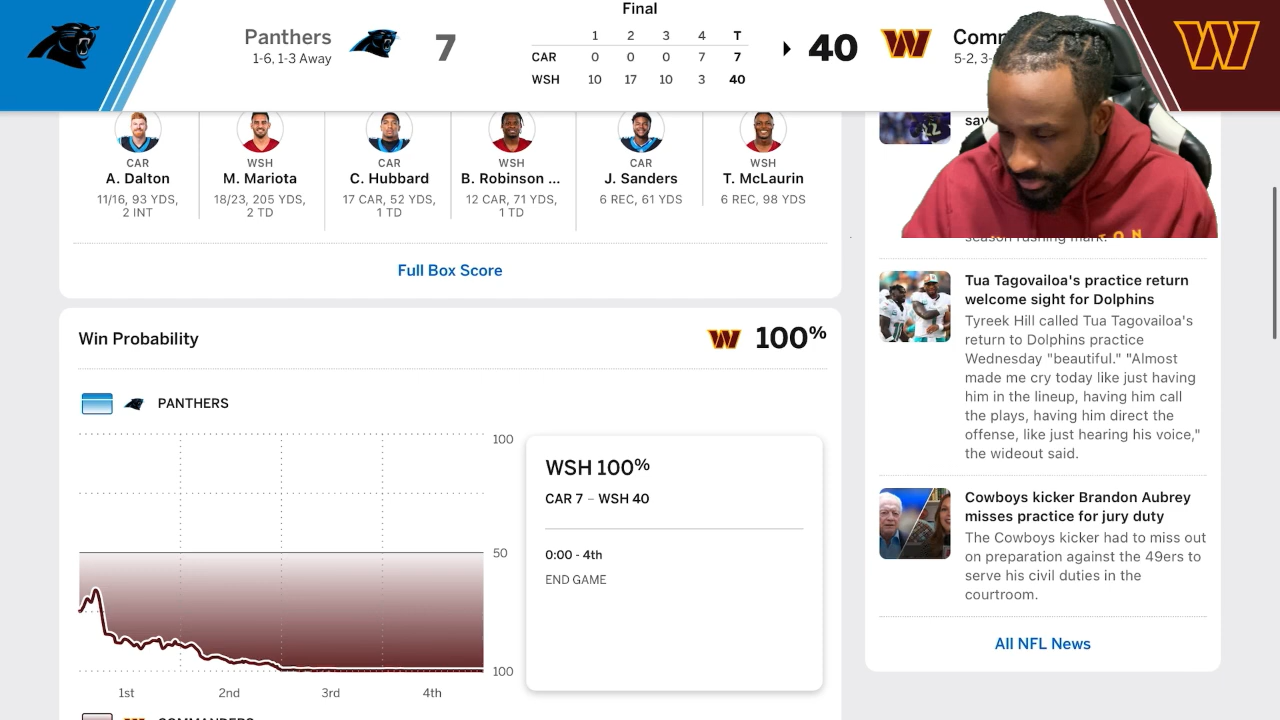 Final
Panthers
1-6, 1-3 Away
7
1 2 3 4 T
CAR 0 0 0 7 7
WSH 10 17 10 3 40
40
5-2, 3-
W
CAR
A. Dalton
11/16, 93 YDS,
2 INT
WSH
M. Mariota
18/23, 205 YDS,
2 TD
CAR
C. Hubbard
17 CAR, 52 YDS,
1 TD
WSH
B. Robinson ...
12 CAR, 71 YDS,
1 TD
CAR
J. Sanders
6 REC, 61 YDS
WSH
T. McLaurin
6 REC, 98 YDS
Full Box Score
Win Probability
W 100%
PANTHERS
100
50
100
1st 2nd 3rd 4th
COMMANDERS
WSH 100%
CAR 7 - WSH 40
0:00 - 4th
END GAME
season rushing mark.
Tua Tagovailoa's practice return
welcome sight for Dolphins
Tyreek Hill called Tua Tagovailoa's
return to Dolphins practice
Wednesday "beautiful." "Almost
made me cry today like just having
him in the lineup, having him call
the plays, having him direct the
offense, like just hearing his voice,"
the wideout said.
Cowboys kicker Brandon Aubrey
misses practice for jury duty
The Cowboys kicker had to miss out
on preparation against the 49ers to
serve his civil duties in the
courtroom.
All NFL News